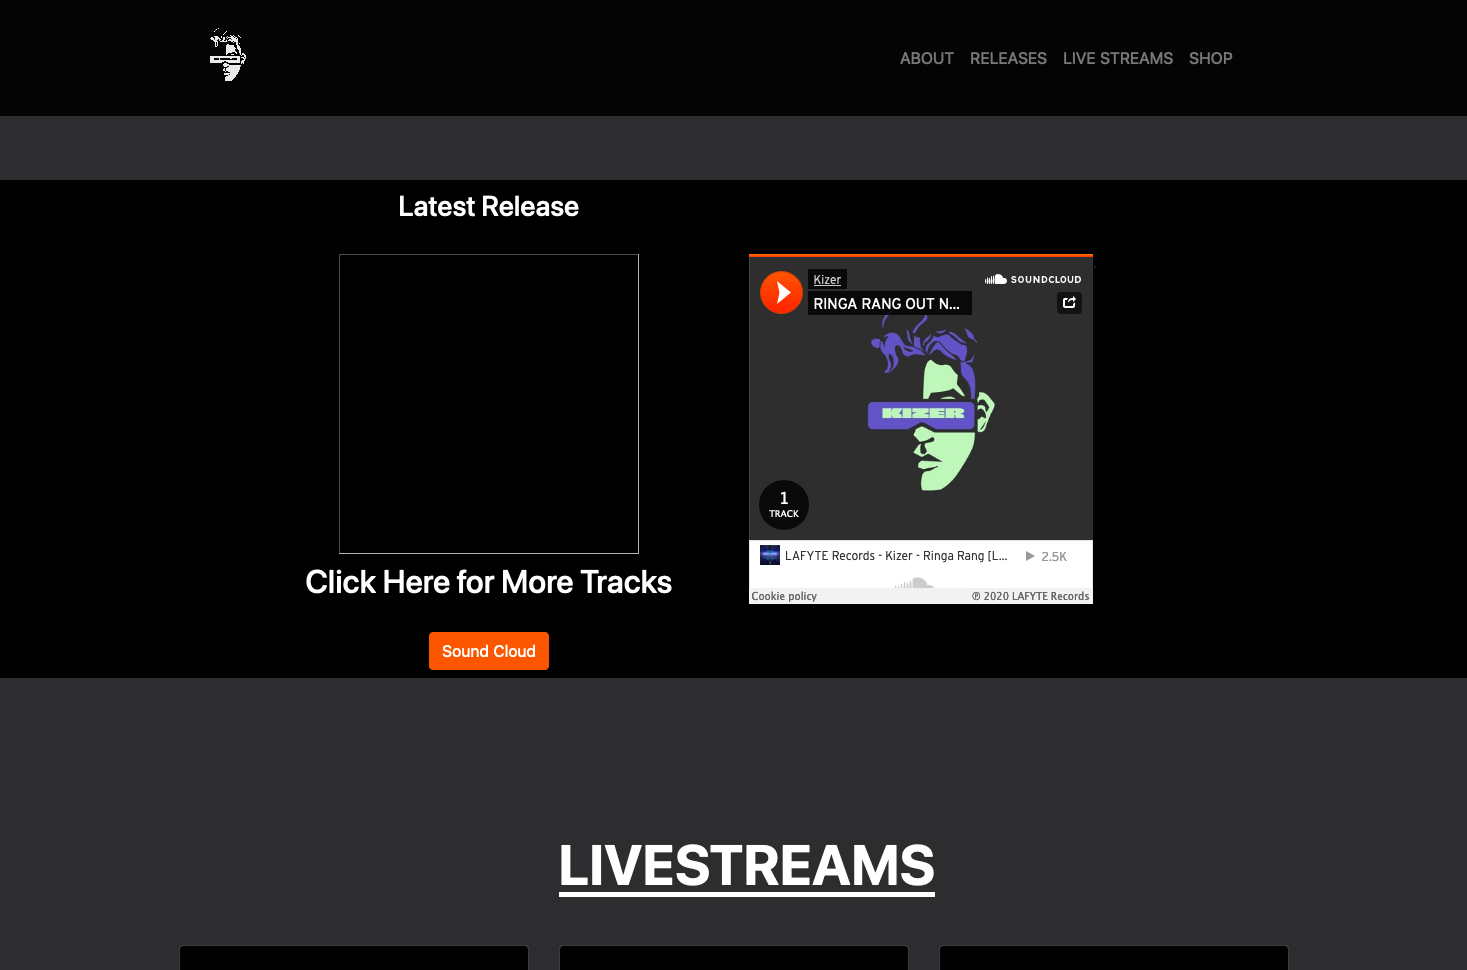 ABOUT RELEASES LIVE STREAMS SHOP
Latest Release
Click Here for More Tracks
Sound Cloud
Kizer
SOUNDCLOUD
RINGA RANG OUT N...
KIZER
1
TRACK
LAFYTE Records - Kizer - Ringa Rang [L... 2.5K
Cookie policy ℗ 2020 LAFYTE Records
LIVESTREAMS